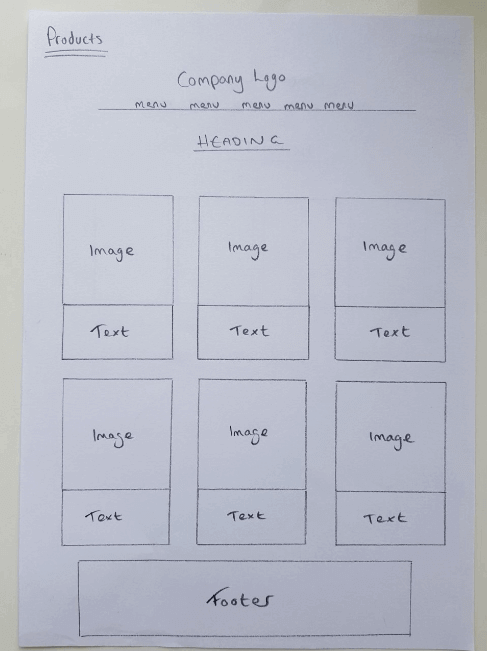 Products
Company Logo
menu menu menu menu menu
HEADING
Image Image Image
Text Text Text
Image Image Image
Text Text Text
Footer